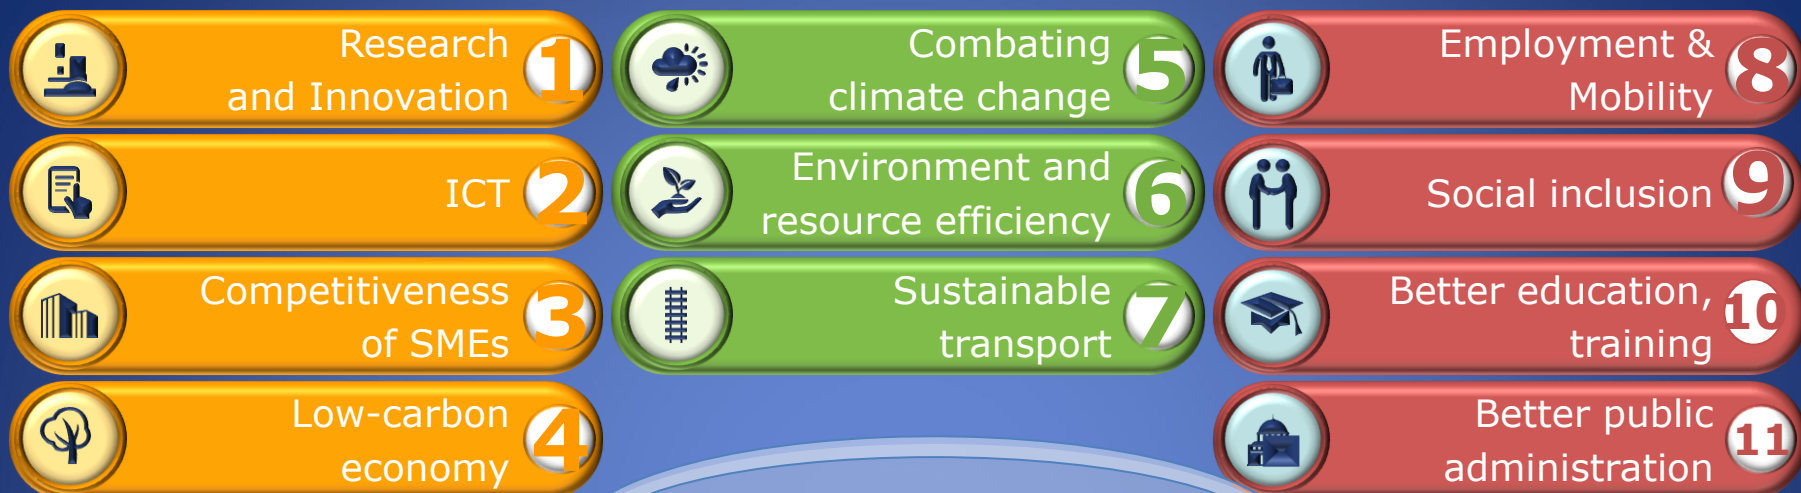 Research
and Innovation
1
ICT
2
Competitiveness
of SMEs
3
Low-carbon
economy
4
Combating
climate change
5
Environment and
resource efficiency
6
Sustainable
transport
7
Employment &
Mobility
8
Social inclusion
9
Better education,
training
10
Better public
administration
11